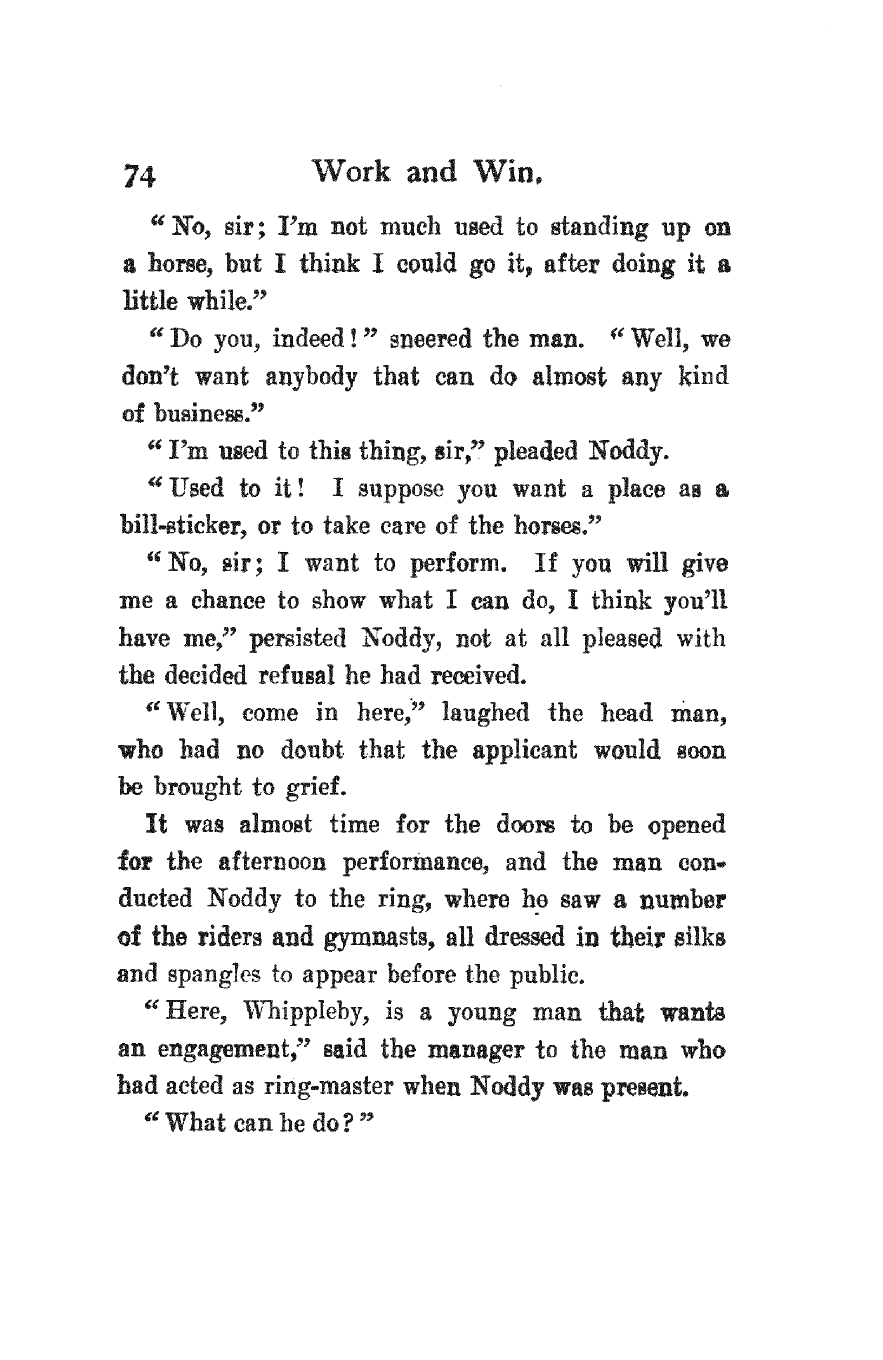 74 Work and Win.
“No, sir; I’m not much used to standing up on
a horse, but I think I could go it, after doing it a
little while.”
“Do you, indeed!” sneered the man. “Well, we
don’t want anybody that can do almost any kind
of business.”
“I’m used to this thing, sir,” pleaded Noddy.
“Used to it! I suppose you want a place as a
bill-sticker, or to take care of the horses.”
“No, sir; I want to perform. If you will give
me a chance to show what I can do, I think you’ll
have me,” persisted Noddy, not at all pleased with
the decided refusal he had received.
“Well, come in here,” laughed the head man,
who had no doubt that the applicant would soon
be brought to grief.
It was almost time for the doors to be opened
for the afternoon performance, and the man con-
ducted Noddy to the ring, where he saw a number
of the riders and gymnasts, all dressed in their silks
and spangles to appear before the public.
“Here, Whippleby, is a young man that wants
an engagement,” said the manager to the man who
had acted as ring-master when Noddy was present.
“What can he do?”